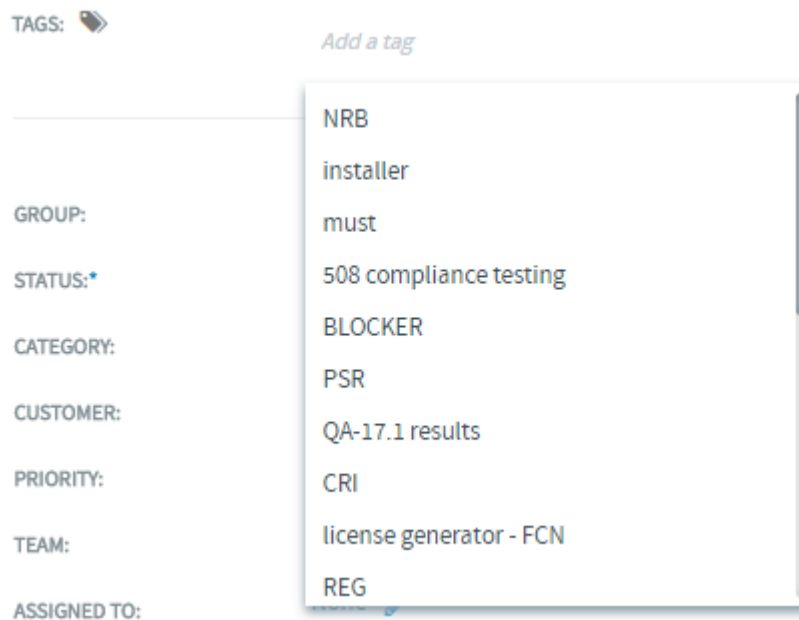 TAGS:
Add a tag
NRB
installer
must
GROUP:
508 compliance testing
STATUS:*
BLOCKER
CATEGORY:
PSR
CUSTOMER:
QA-17.1 results
PRIORITY:
CRI
license generator - FCN
TEAM:
REG
ASSIGNED TO: